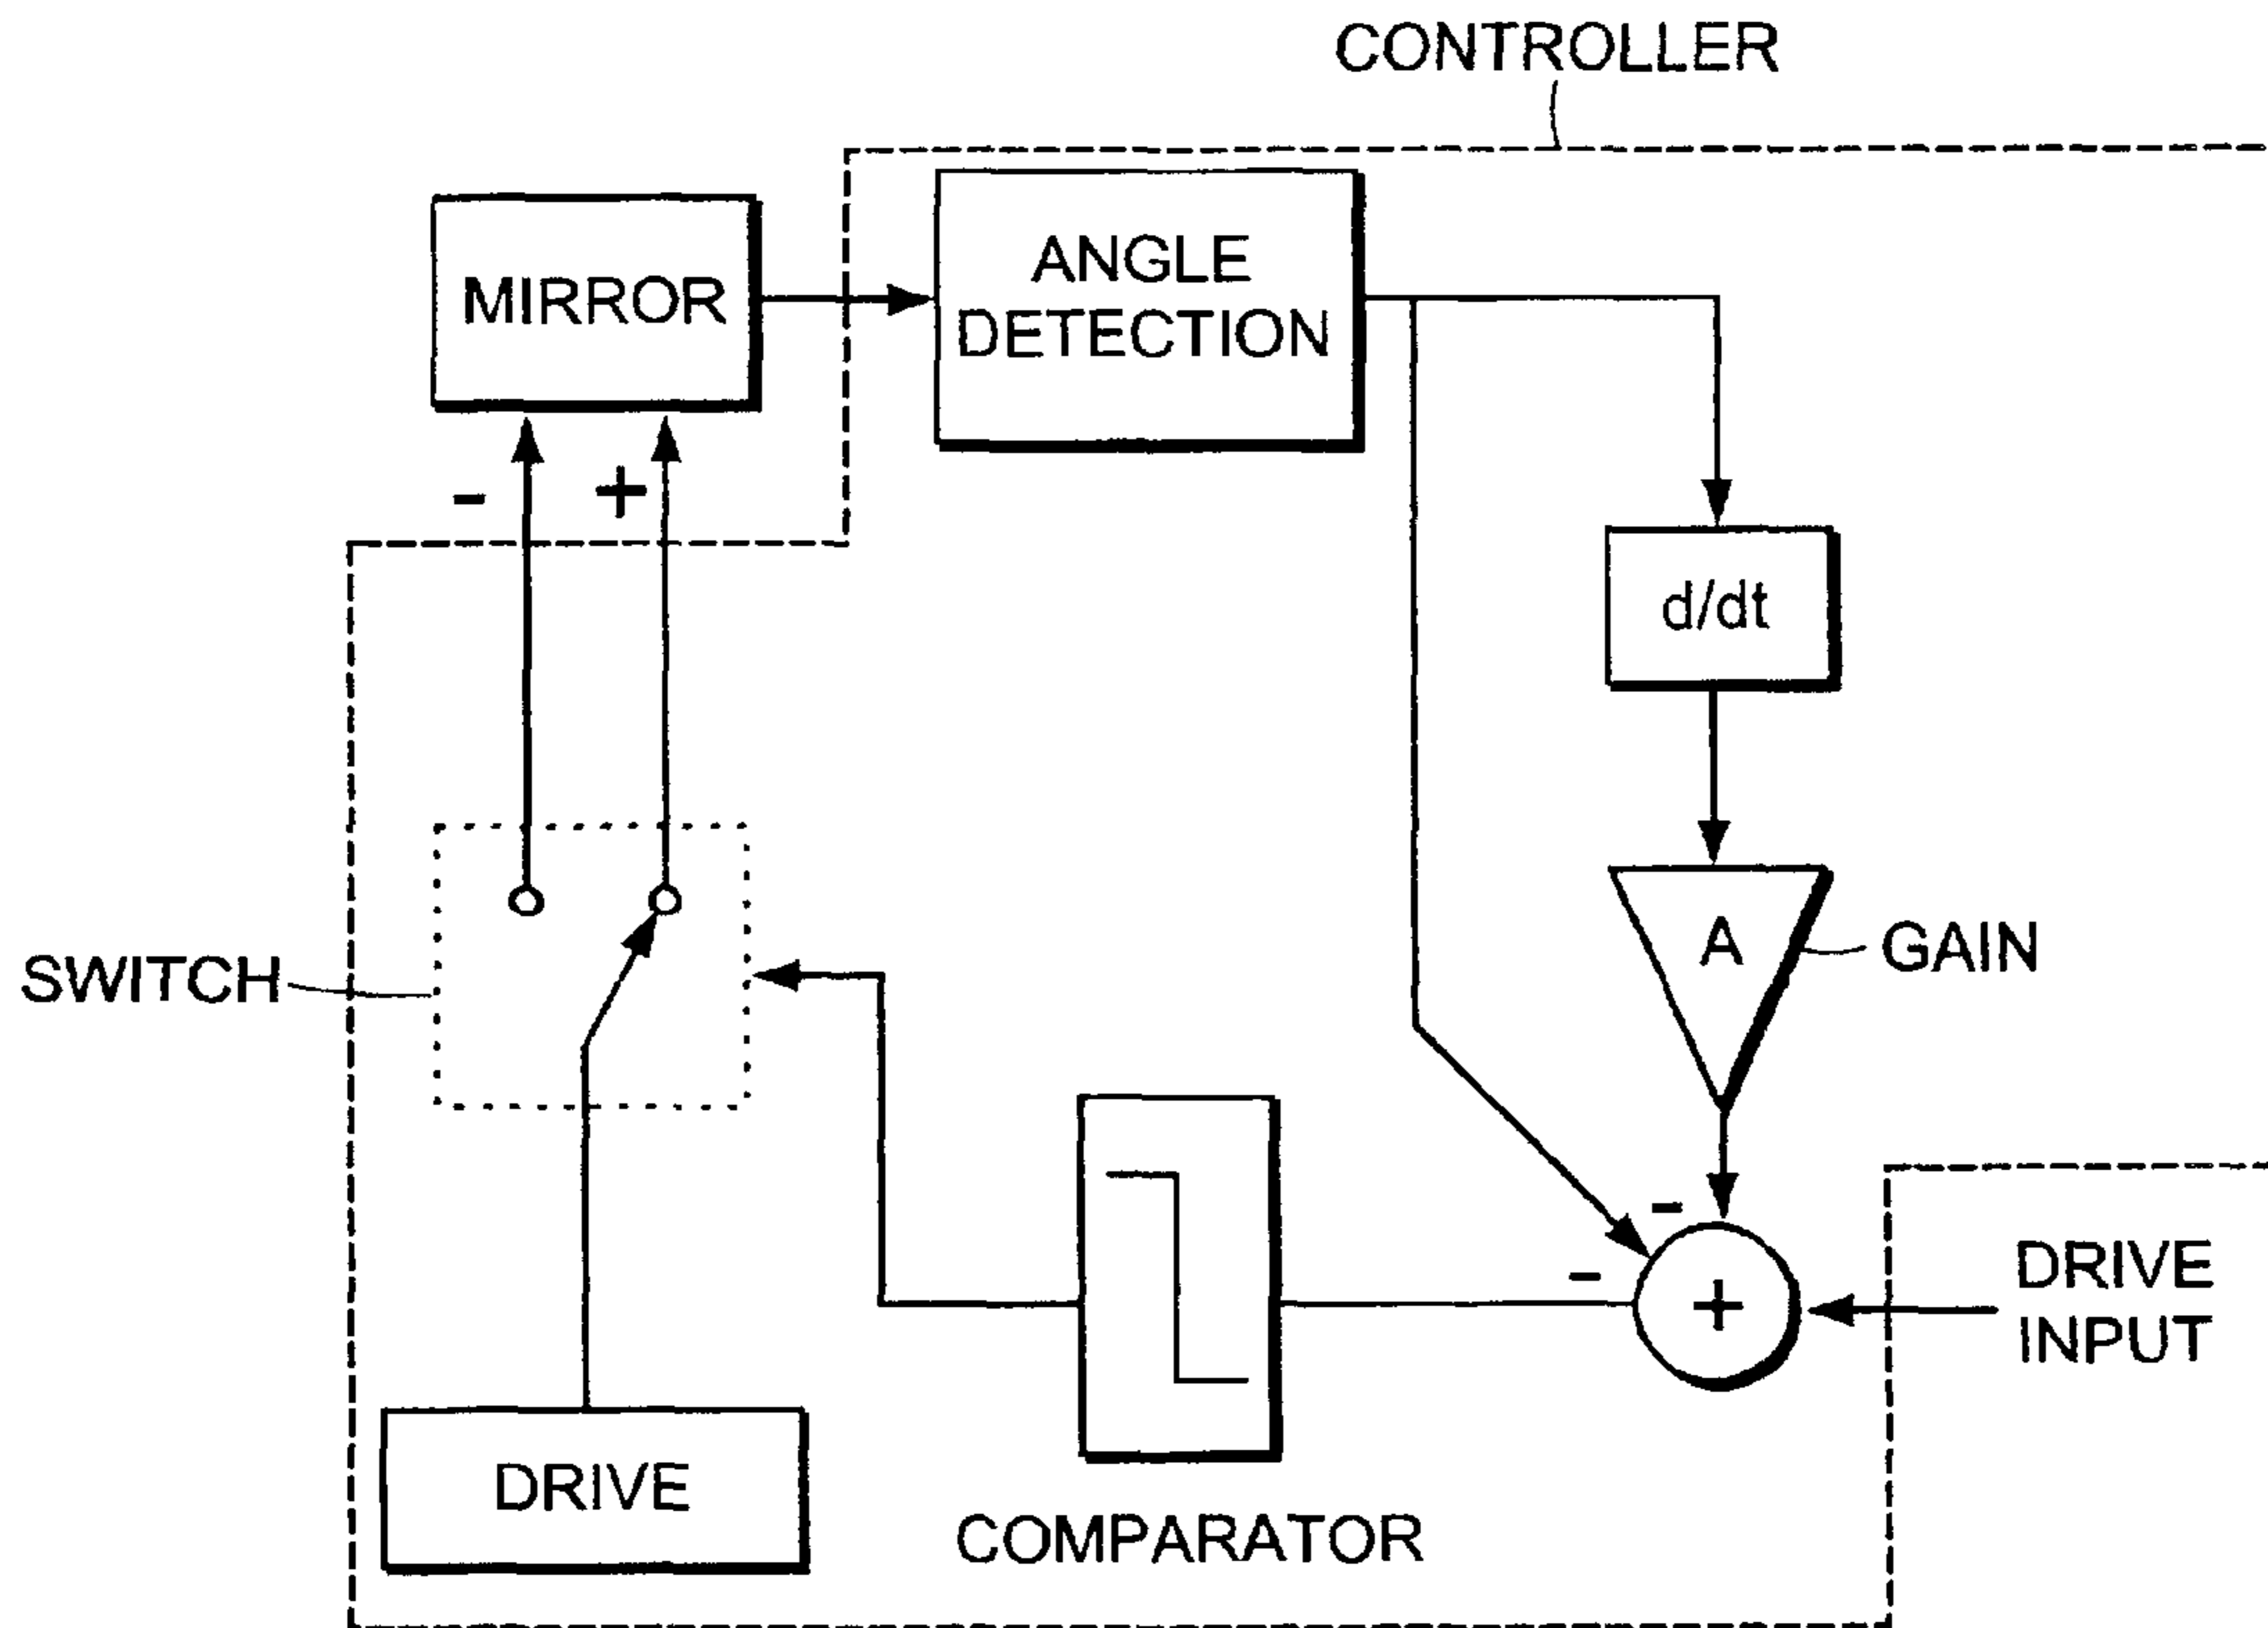 CONTROLLER
MIRROR
ANGLE
DETECTION
- +
d/dt
A
GAIN
SWITCH
-
-
+
DRIVE
INPUT
DRIVE
COMPARATOR